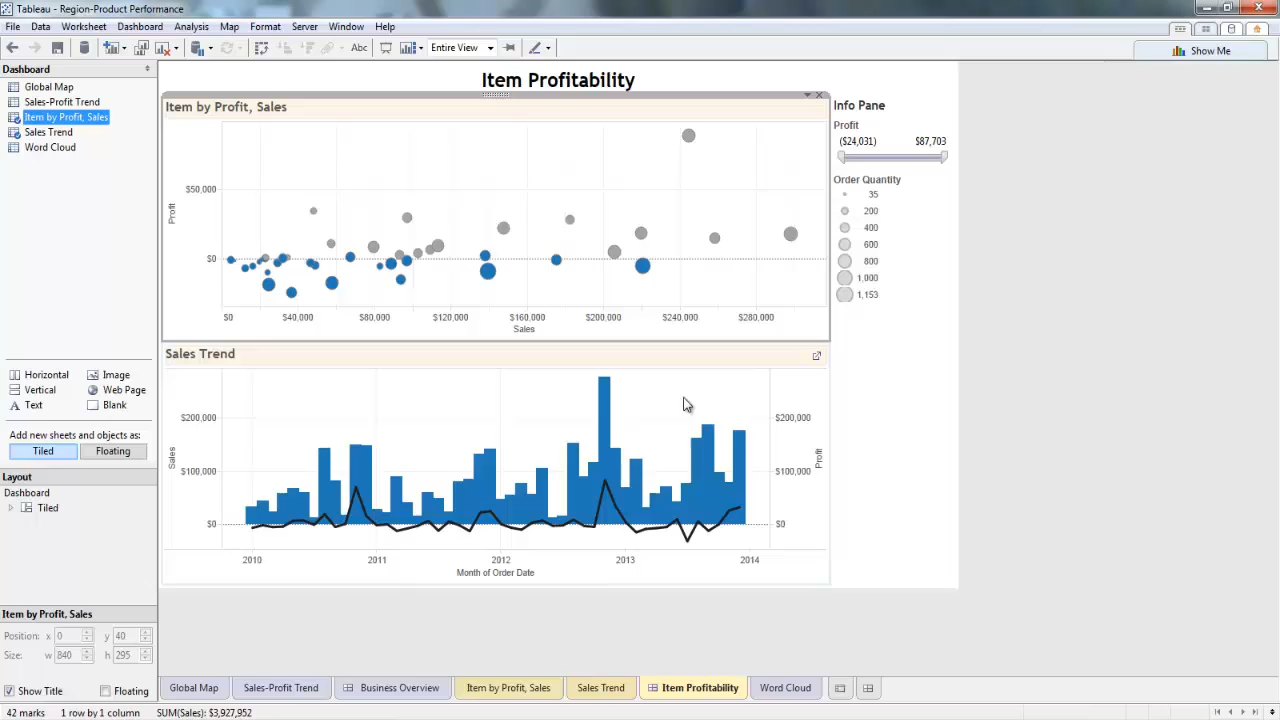 Tableau - Region-Product Performance
File Data Worksheet Dashboard Analysis Map Format Server Window Help
Abc Entire View
Show Me
Dashboard
Global Map
Sales-Profit Trend
Item by Profit, Sales
Sales Trend
Word Cloud
Horizontal Image
Vertical Web Page
A Text Blank
Add new sheets and objects as:
Tiled Floating
Layout
Dashboard
Tiled
Item by Profit, Sales
Position: x 0 y 40
Size: w 840 h 295
Show Title Floating
Item Profitability
Item by Profit, Sales
Profit
$50,000
$0
$0 $40,000 $80,000 $120,000 $160,000 $200,000 $240,000 $280,000
Sales
Sales Trend
Sales
$200,000 $200,000
$100,000 $100,000
$0 $0
Profit
2010 2011 2012 2013 2014
Month of Order Date
Info Pane
Profit
($24,031) $87,703
Order Quantity
35
200
400
600
800
1,000
1,153
Global Map Sales-Profit Trend Business Overview Item by Profit, Sales Sales Trend Item Profitability Word Cloud
42 marks 1 row by 1 column SUM(Sales): $3,927,952